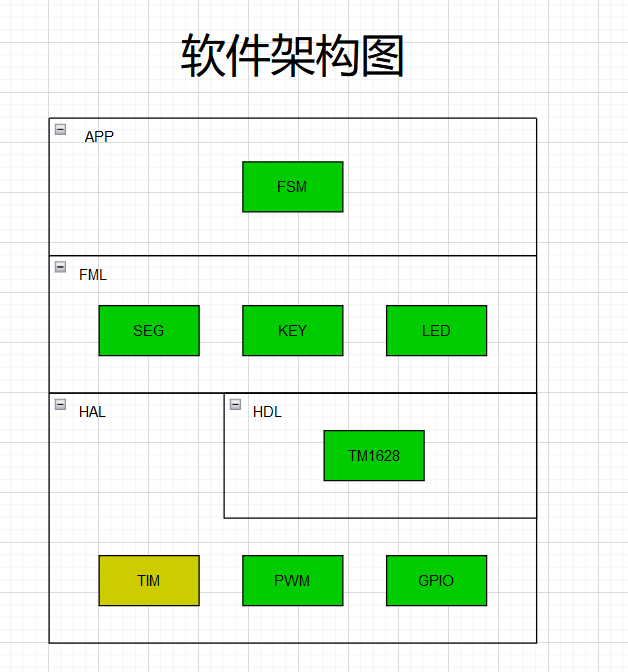 软件架构图
APP
FSM
FML
SEG
KEY
LED
HAL
HDL
TM1628
TIM
PWM
GPIO